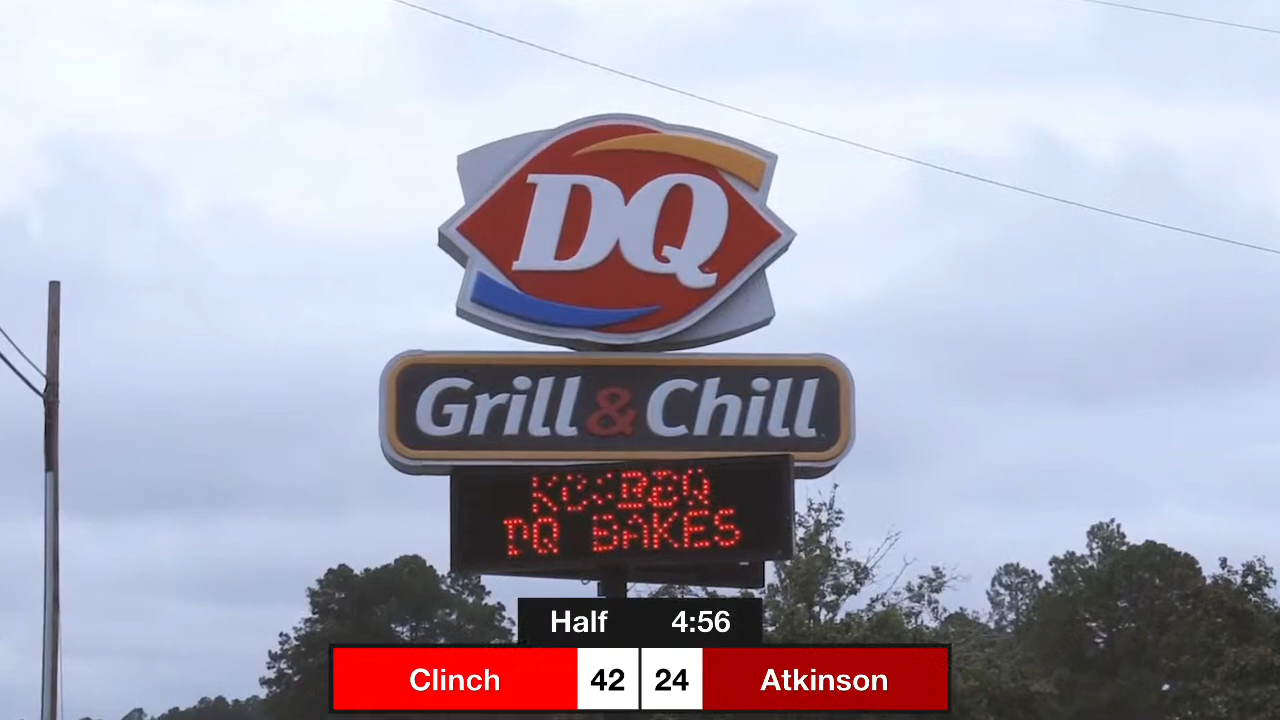 DQ
Grill & Chill
DQ BAKES
Half 4:56
Clinch 42 24 Atkinson